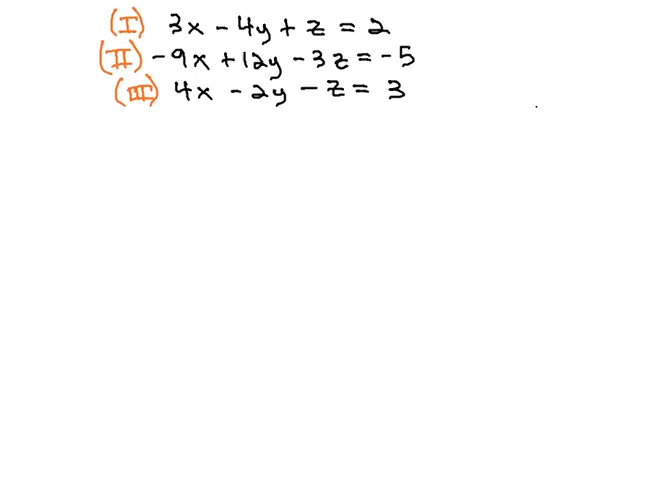 (I) 3x - 4y + z = 2
(II) -9x + 12y - 3z = -5
(III) 4x - 2y - z = 3